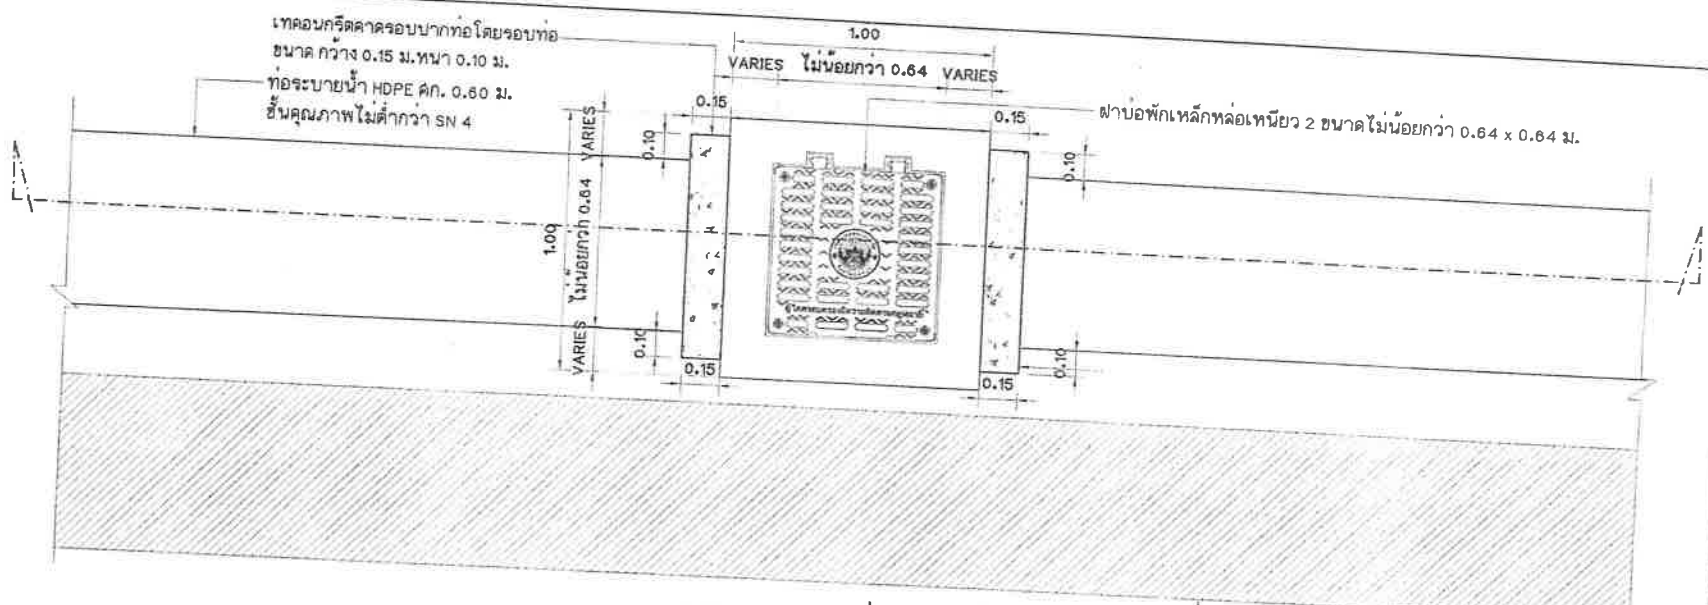 เทคอนกรีตคาดรอบปากท่อโดยรอบท่อ
ขนาด กว้าง 0.15 ม.หนา 0.10 ม.
ท่อระบายน้ำ HDPE ศก. 0.60 ม.
ชั้นคุณภาพไม่ต่ำกว่า SN 4
1.00
VARIES ไม่น้อยกว่า 0.64 VARIES
0.15
0.15
ฝาบ่อพักเหล็กหล่อเหนียว 2 ขนาดไม่น้อยกว่า 0.64 x 0.64 ม.
0.10
0.10
VARIES
ไม่น้อยกว่า 0.64
VARIES
1.00
0.10
0.10
0.15
0.15